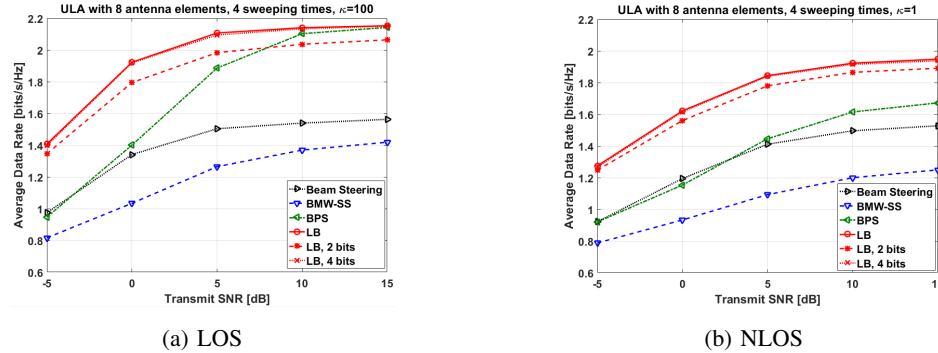 ULA with 8 antenna elements, 4 sweeping times, κ=100
2.2
2
1.8
1.6
1.4
1.2
1
0.8
0.6
Average Data Rate [bits/s/Hz]
Beam Steering
BMW-SS
BPS
LB
LB, 2 bits
LB, 4 bits
-5 0 5 10 15
Transmit SNR [dB]
(a) LOS
ULA with 8 antenna elements, 4 sweeping times, κ=1
2.2
2
1.8
1.6
1.4
1.2
1
0.8
0.6
Average Data Rate [bits/s/Hz]
Beam Steering
BMW-SS
BPS
LB
LB, 2 bits
LB, 4 bits
-5 0 5 10 1
Transmit SNR [dB]
(b) NLOS